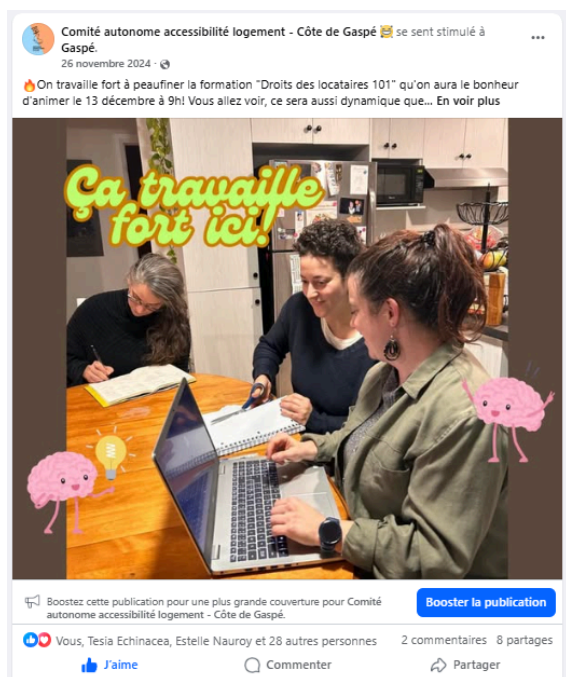 Comité autonome accessibilité logement - Côte de Gaspé 😄 se sent stimulé à
Gaspé.
26 novembre 2024 ·
🔥On travaille fort à peaufiner la formation "Droits des locataires 101" qu'on aura le bonheur
d'animer le 13 décembre à 9h! Vous allez voir, ce sera aussi dynamique que... En voir plus
Ça travaille
fort ici!
Boostez cette publication pour une plus grande couverture pour Comité
autonome accessibilité logement - Côte de Gaspé.
Booster la publication
Vous, Tesia Echinacea, Estelle Nauroy et 28 autres personnes
2 commentaires 8 partages
J'aime
Commenter
Partager